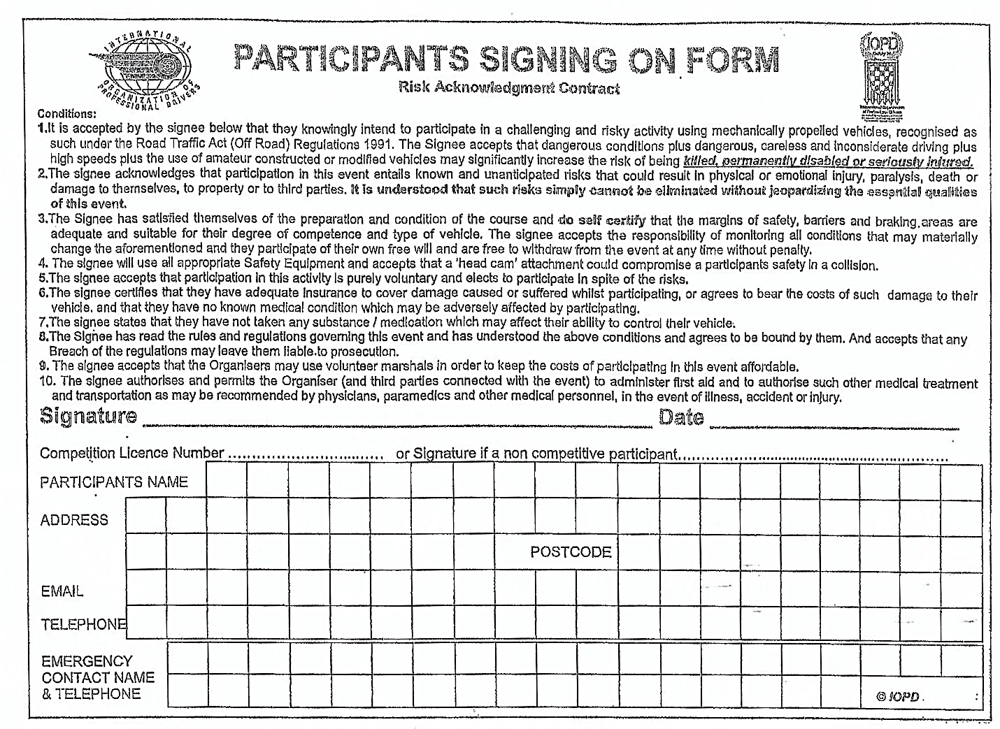 INTERNATIONAL
ORGANIZATION OF
PROFESSIONAL DRIVERS
PARTICIPANTS SIGNING ON FORM
Risk Acknowledgment Contract
IOPD
Conditions:
1.It is accepted by the signee below that they knowingly intend to participate in a challenging and risky activity using mechanically propelled vehicles, recognised as
such under the Road Traffic Act (Off Road) Regulations 1991. The Signee accepts that dangerous conditions plus dangerous, careless and inconsiderate driving plus
high speeds plus the use of amateur constructed or modified vehicles may significantly increase the risk of being killed, permanently disabled or seriously injured.
2.The signee acknowledges that participation in this event entails known and unanticipated risks that could result in physical or emotional injury, paralysis, death or
damage to themselves, to property or to third parties. It is understood that such risks simply cannot be eliminated without jeopardizing the essential qualities
of this event.
3.The Signee has satisfied themselves of the preparation and condition of the course and do self certify that the margins of safety, barriers and braking.areas are
adequate and suitable for their degree of competence and type of vehicle. The signee accepts the responsibility of monitoring all conditions that may materially
change the aforementioned and they participate of their own free will and are free to withdraw from the event at any time without penalty.
4. The signee will use all appropriate Safety Equipment and accepts that a 'head cam' attachment could compromise a participants safety in a collision.
5.The signee accepts that participation in this activity is purely voluntary and elects to participate in spite of the risks.
6.The signee certifies that they have adequate insurance to cover damage caused or suffered whilst participating, or agrees to bear the costs of such damage to their
vehicle. and that they have no known medical condition which may be adversely affected by participating.
7.The signee states that they have not taken any substance / medication which may affect their ability to control their vehicle.
8.The Signee has read the rules and regulations governing this event and has understood the above conditions and agrees to be bound by them. And accepts that any
Breach of the regulations may leave them liable.to prosecution.
9. The signee accepts that the Organisers may use volunteer marshals in order to keep the costs of participating in this event affordable.
10. The signee authorises and permits the Organiser (and third parties connected with the event) to administer first aid and to authorise such other medical treatment
and transportation as may be recommended by physicians, paramedics and other medical personnel, in the event of illness, accident or injury.
Signature Date
Competition Licence Number ................................ or Signature if a non competitive participant..........................................................
PARTICIPANTS NAME
ADDRESS
POSTCODE
EMAIL
TELEPHONE
EMERGENCY
CONTACT NAME
& TELEPHONE
© IOPD